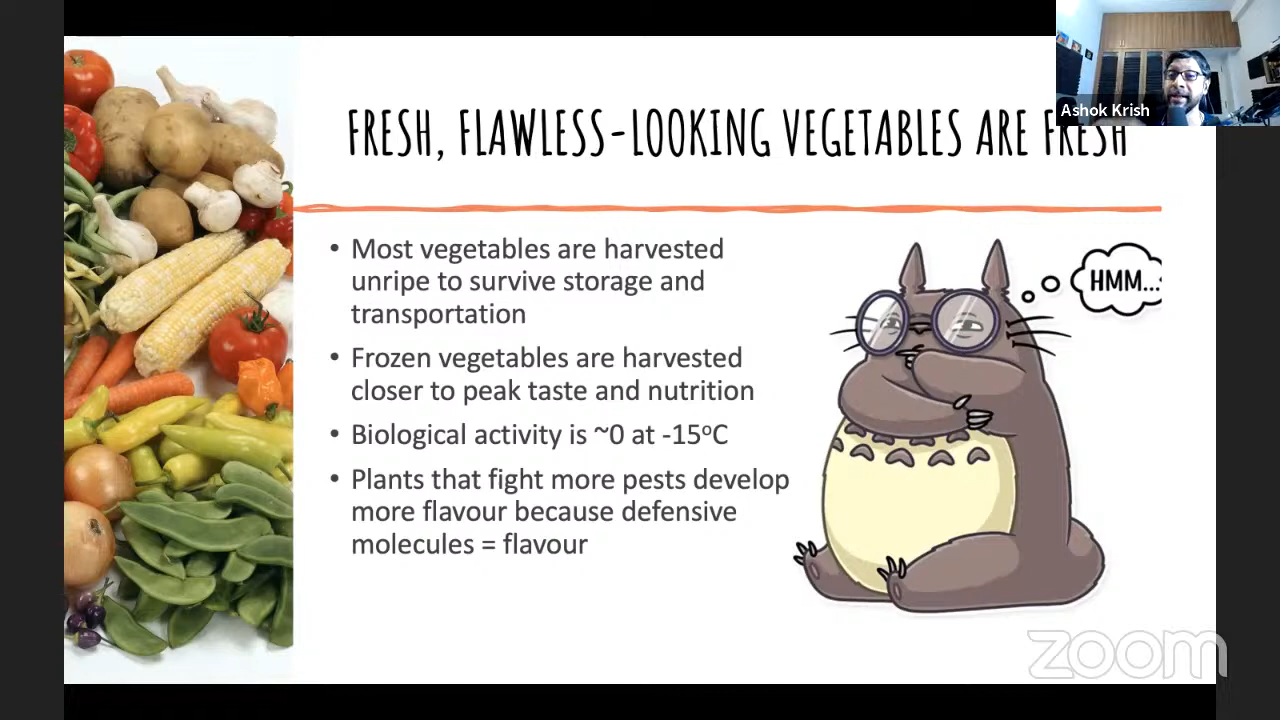 FRESH, FLAWLESS-LOOKING VEGETABLES ARE FRESH
Ashok Krish
• Most vegetables are harvested
unripe to survive storage and
transportation
• Frozen vegetables are harvested
closer to peak taste and nutrition
• Biological activity is ~0 at -15ºC
• Plants that fight more pests develop
more flavour because defensive
molecules = flavour
HMM...
zoom